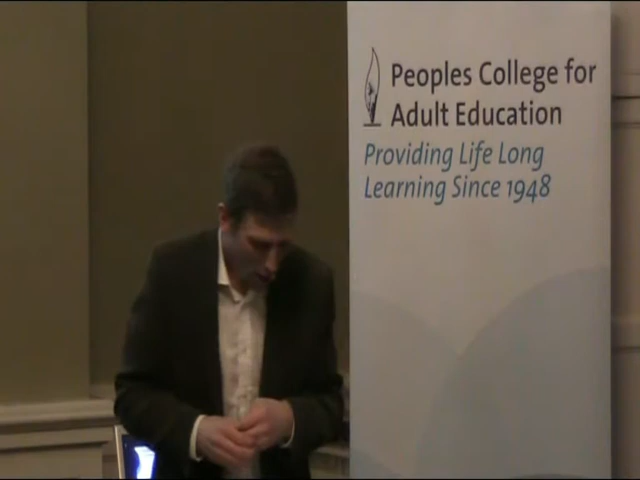 Peoples College for
Adult Education
Providing Life Long
Learning Since 1948